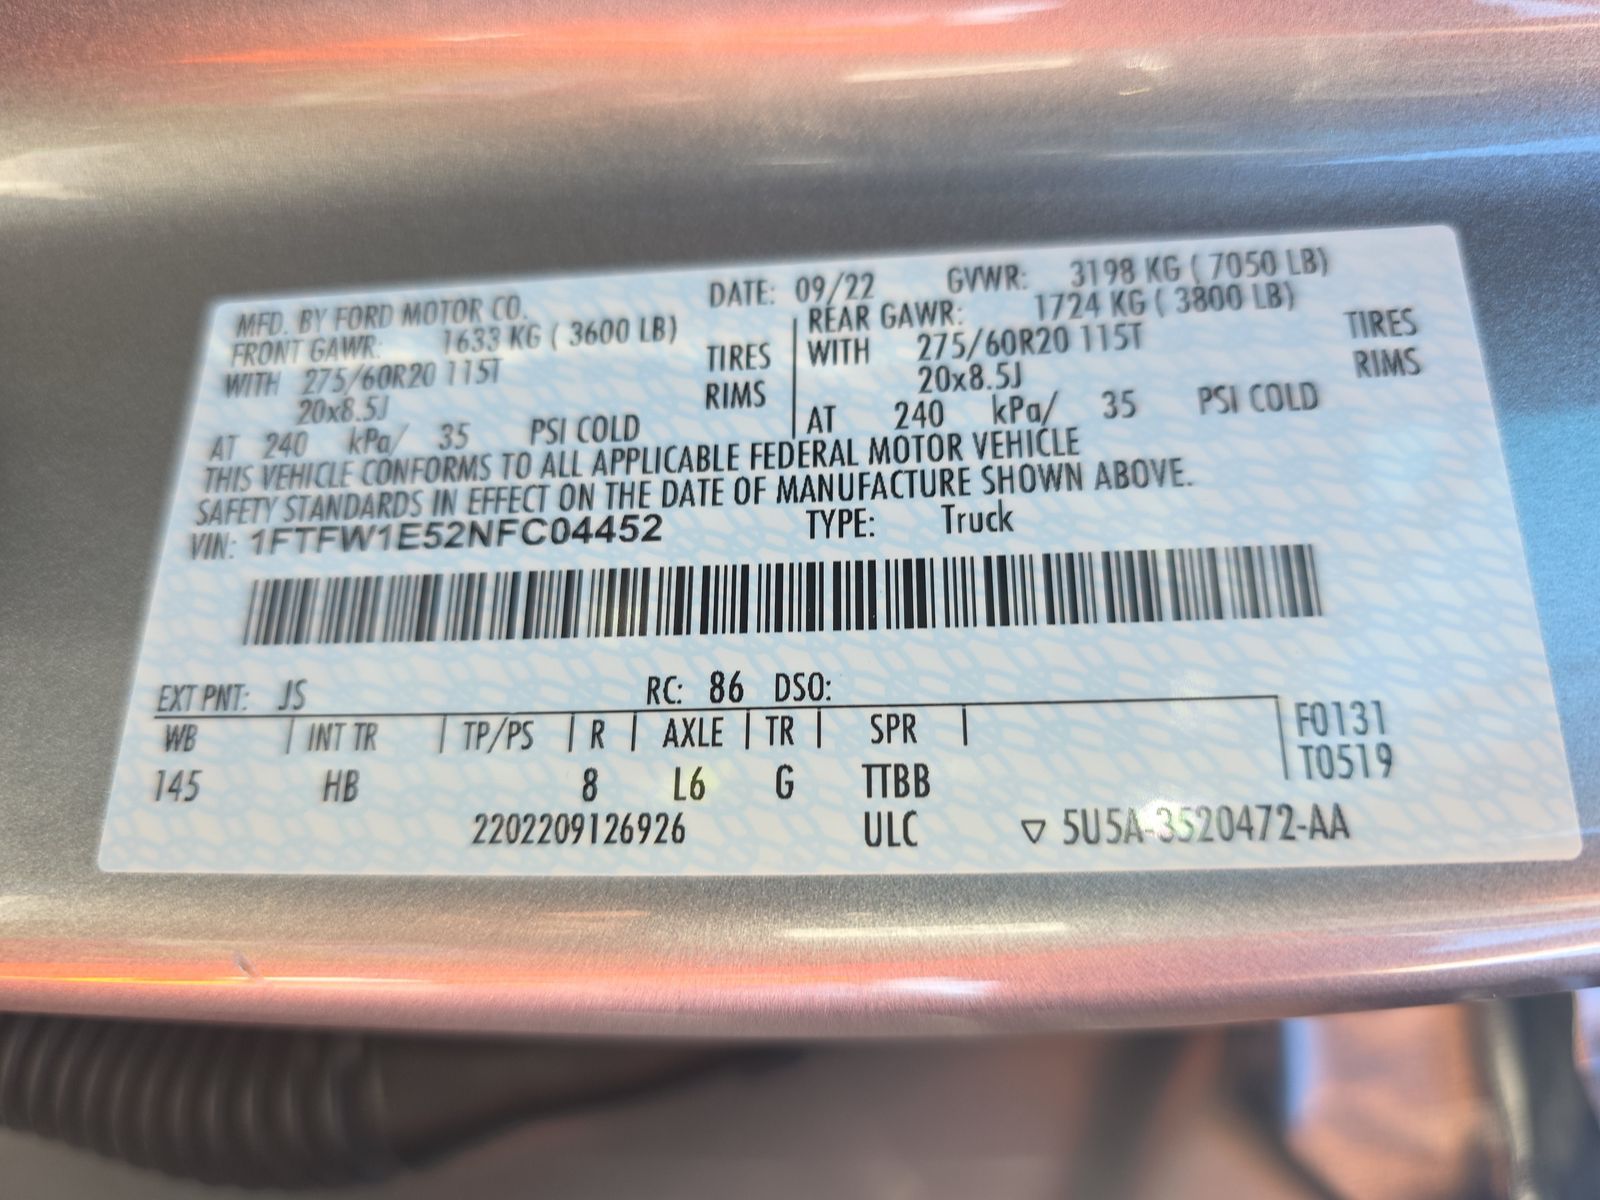 MFD. BY FORD MOTOR CO. DATE: 09/22 GVWR: 3198 KG ( 7050 LB)
FRONT GAWR: 1633 KG ( 3600 LB) REAR GAWR: 1724 KG ( 3800 LB)
WITH 275/60R20 115T TIRES WITH 275/60R20 115T TIRES
20x8.5J RIMS 20x8.5J RIMS
AT 240 kPa/ 35 PSI COLD AT 240 kPa/ 35 PSI COLD
THIS VEHICLE CONFORMS TO ALL APPLICABLE FEDERAL MOTOR VEHICLE
SAFETY STANDARDS IN EFFECT ON THE DATE OF MANUFACTURE SHOWN ABOVE.
VIN: 1FTFW1E52NFC04452 TYPE: Truck
EXT PNT: JS RC: 86 DSO:
WB | INT TR | TP/PS | R | AXLE | TR | SPR | F0131
T0519
145 HB 8 L6 G TTBB
2202209126926 ULC ▽ 5U5A-3520472-AA